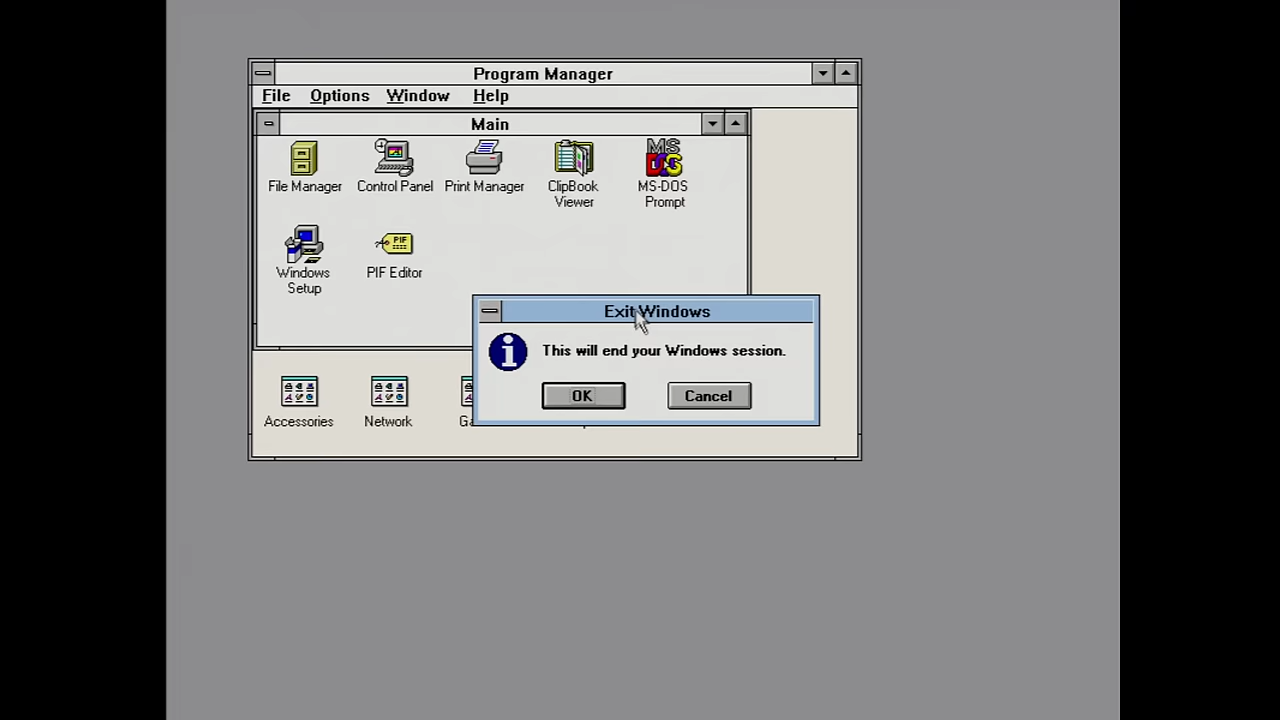 Program Manager
File Options Window Help
Main
File Manager Control Panel Print Manager ClipBook Viewer MS-DOS Prompt
Windows Setup PIF Editor
Exit Windows
This will end your Windows session.
OK Cancel
Accessories Network